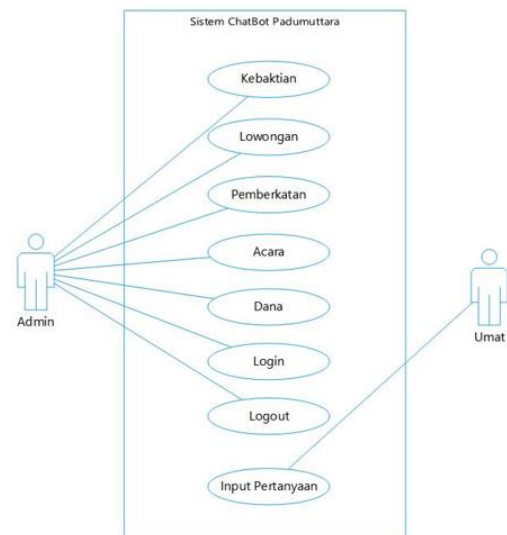 Sistem ChatBot Padumuttara
Kebaktian
Lowongan
Pemberkatan
Acara
Admin
Dana
Umat
Login
Logout
Input Pertanyaan